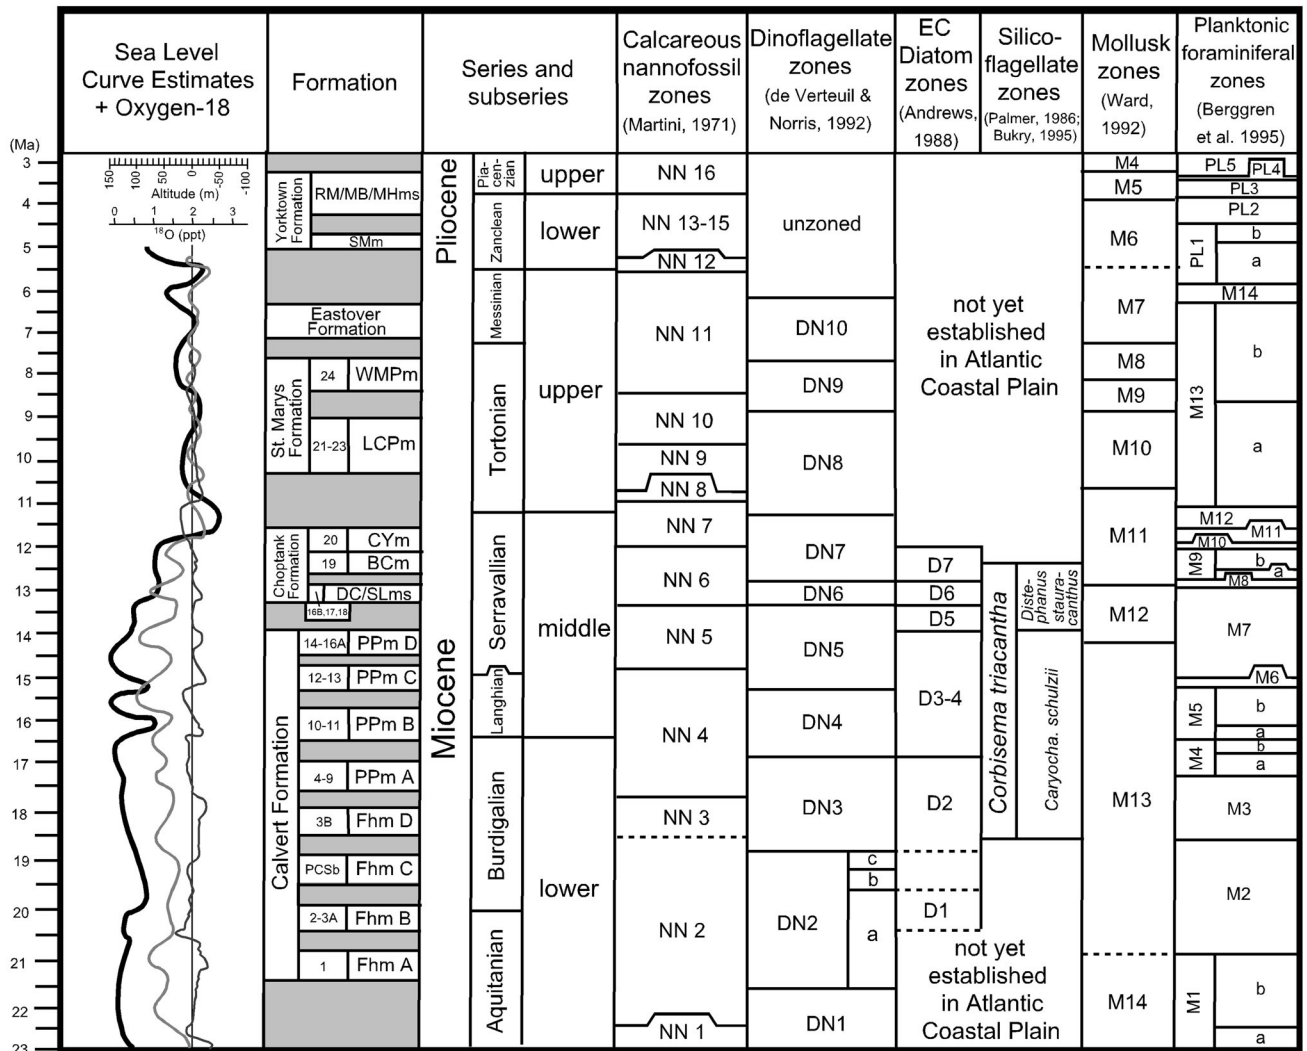 Sea Level
Curve Estimates
+ Oxygen-18
Formation
Series and
subseries
Calcareous
nannofossil
zones
(Martini, 1971)
Dinoflagellate
zones
(de Verteuil &
Norris, 1992)
EC
Diatom
zones
(Andrews,
1988)
Silico-
flagellate
zones
(Palmer, 1986;
Bukry, 1995)
Mollusk
zones
(Ward,
1992)
Planktonic
foraminiferal
zones
(Berggren
et al. 1995)
(Ma)
3
4
5
6
7
8
9
10
11
12
13
14
15
16
17
18
19
20
21
22
23
150 100 50 0 -50 -100
Altitude (m)
0 1 2 3
18O (ppt)
Yorktown
Formation
RM/MB/MHms
SMm
Eastover
Formation
St. Marys
Formation
24 WMPm
21-23 LCPm
Choptank
Formation
20 CYm
19 BCm
DC/SLms
16B,17,18
Calvert Formation
14-16A PPm D
12-13 PPm C
10-11 PPm B
4-9 PPm A
3B Fhm D
PCSb Fhm C
2-3A Fhm B
1 Fhm A
Pliocene
Miocene
Pia-
cen-
zian
Zanclean
Messinian
Tortonian
Serravallian
Langhian
Burdigalian
Aquitanian
upper
lower
upper
middle
lower
NN 16
NN 13-15
NN 12
NN 11
NN 10
NN 9
NN 8
NN 7
NN 6
NN 5
NN 4
NN 3
NN 2
NN 1
unzoned
DN10
DN9
DN8
DN7
DN6
DN5
DN4
DN3
DN2
c
b
a
DN1
not yet
established
in Atlantic
Coastal Plain
D7
D6
D5
D3-4
D2
D1
Corbisema triacantha
Diste-
phanus
staura-
canthus
Caryocha. schulzii
not yet
established
in Atlantic
Coastal Plain
M4
M5
M6
M7
M8
M9
M10
M11
M12
M13
M14
PL5 PL4
PL3
PL2
PL1
b
a
M14
M13
b
a
M12
M11
M10
M9
b
a
M8
M7
M6
M5
b
a
M4
b
a
M3
M2
M1
b
a